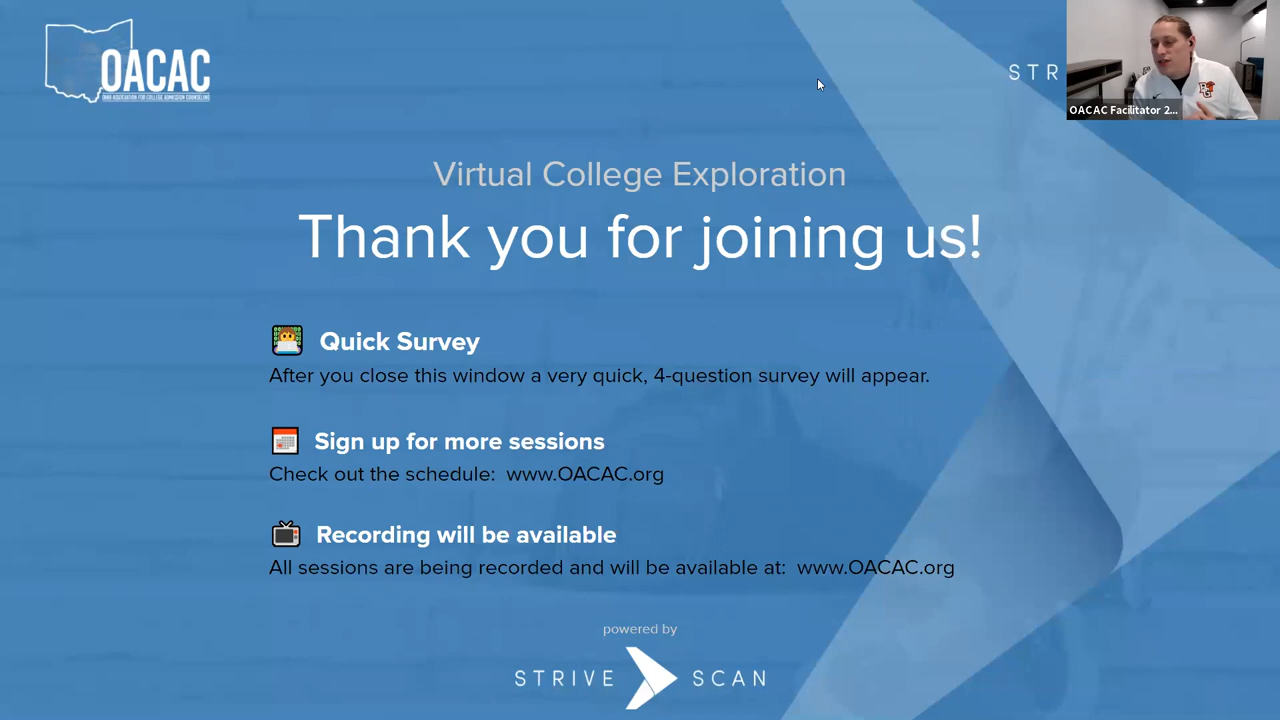 OACAC
OHIO ASSOCIATION FOR COLLEGE ADMISSION COUNSELING
STR
OACAC Facilitator 2...
Virtual College Exploration
Thank you for joining us!
Quick Survey
After you close this window a very quick, 4-question survey will appear.
Sign up for more sessions
Check out the schedule: www.OACAC.org
Recording will be available
All sessions are being recorded and will be available at: www.OACAC.org
powered by
STRIVE SCAN